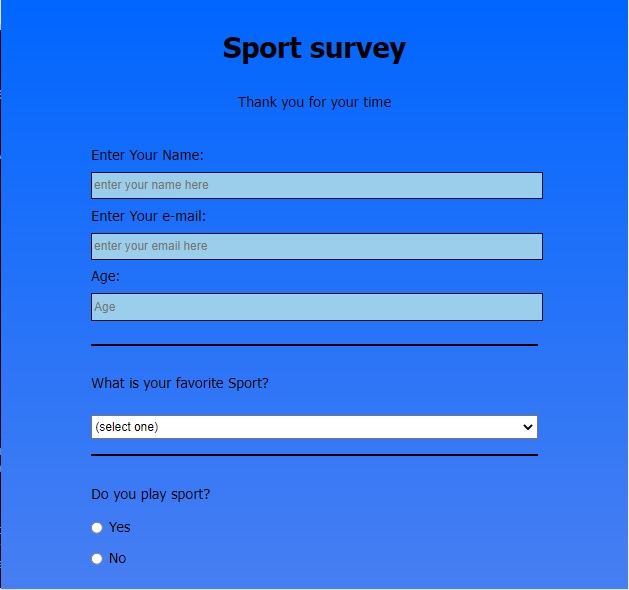 Sport survey
Thank you for your time
Enter Your Name:
enter your name here
Enter Your e-mail:
enter your email here
Age:
Age
What is your favorite Sport?
(select one)
Do you play sport?
Yes
No